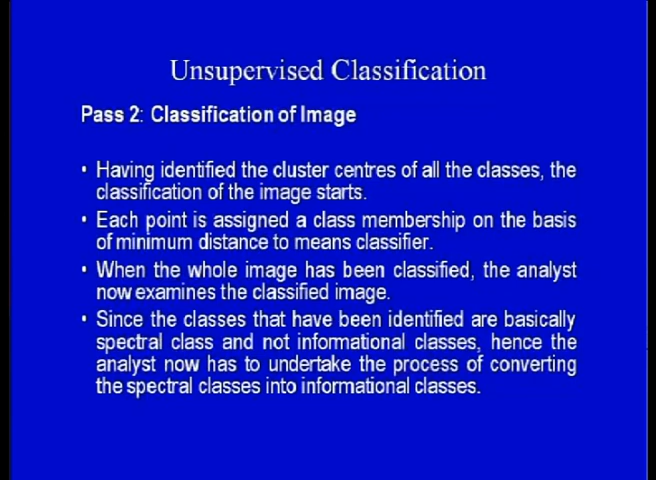 Unsupervised Classification
Pass 2: Classification of Image
• Having identified the cluster centres of all the classes, the
classification of the image starts.
• Each point is assigned a class membership on the basis
of minimum distance to means classifier.
• When the whole image has been classified, the analyst
now examines the classified image.
• Since the classes that have been identified are basically
spectral class and not informational classes, hence the
analyst now has to undertake the process of converting
the spectral classes into informational classes.